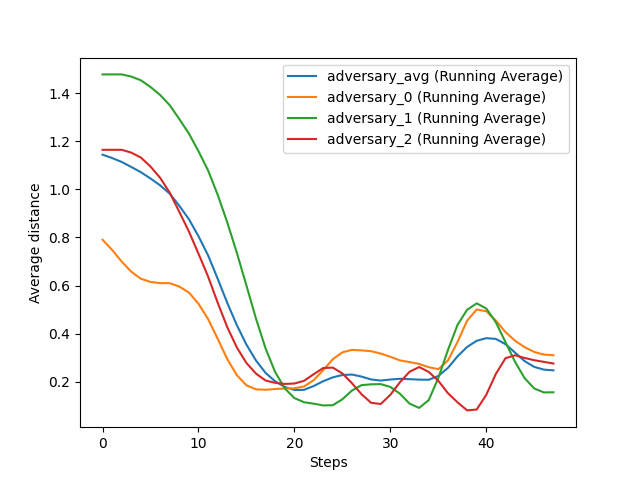 adversary_avg (Running Average)
adversary_0 (Running Average)
adversary_1 (Running Average)
adversary_2 (Running Average)
1.4
1.2
1.0
0.8
0.6
0.4
0.2
Average distance
0 10 20 30 40
Steps